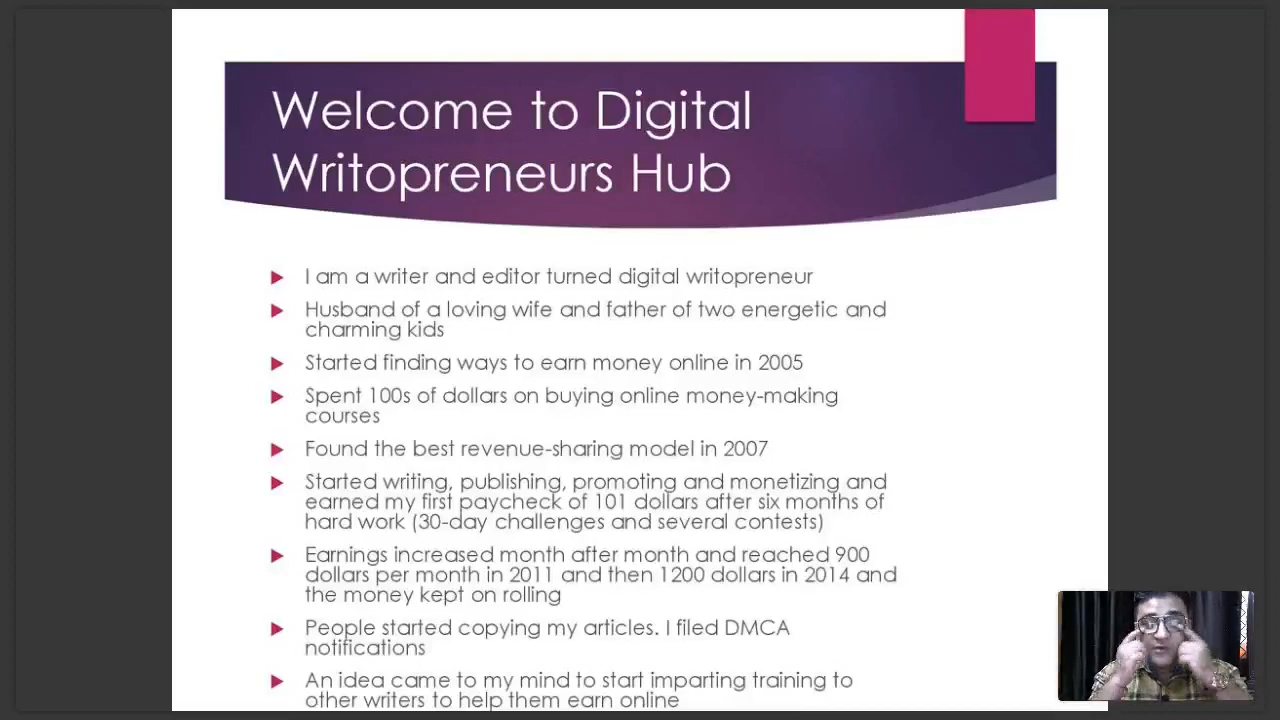 Welcome to Digital
Writopreneurs Hub
I am a writer and editor turned digital writopreneur
Husband of a loving wife and father of two energetic and
charming kids
Started finding ways to earn money online in 2005
Spent 100s of dollars on buying online money-making
courses
Found the best revenue-sharing model in 2007
Started writing, publishing, promoting and monetizing and
earned my first paycheck of 101 dollars after six months of
hard work (30-day challenges and several contests)
Earnings increased month after month and reached 900
dollars per month in 2011 and then 1200 dollars in 2014 and
the money kept on rolling
People started copying my articles. I filed DMCA
notifications
An idea came to my mind to start imparting training to
other writers to help them earn online